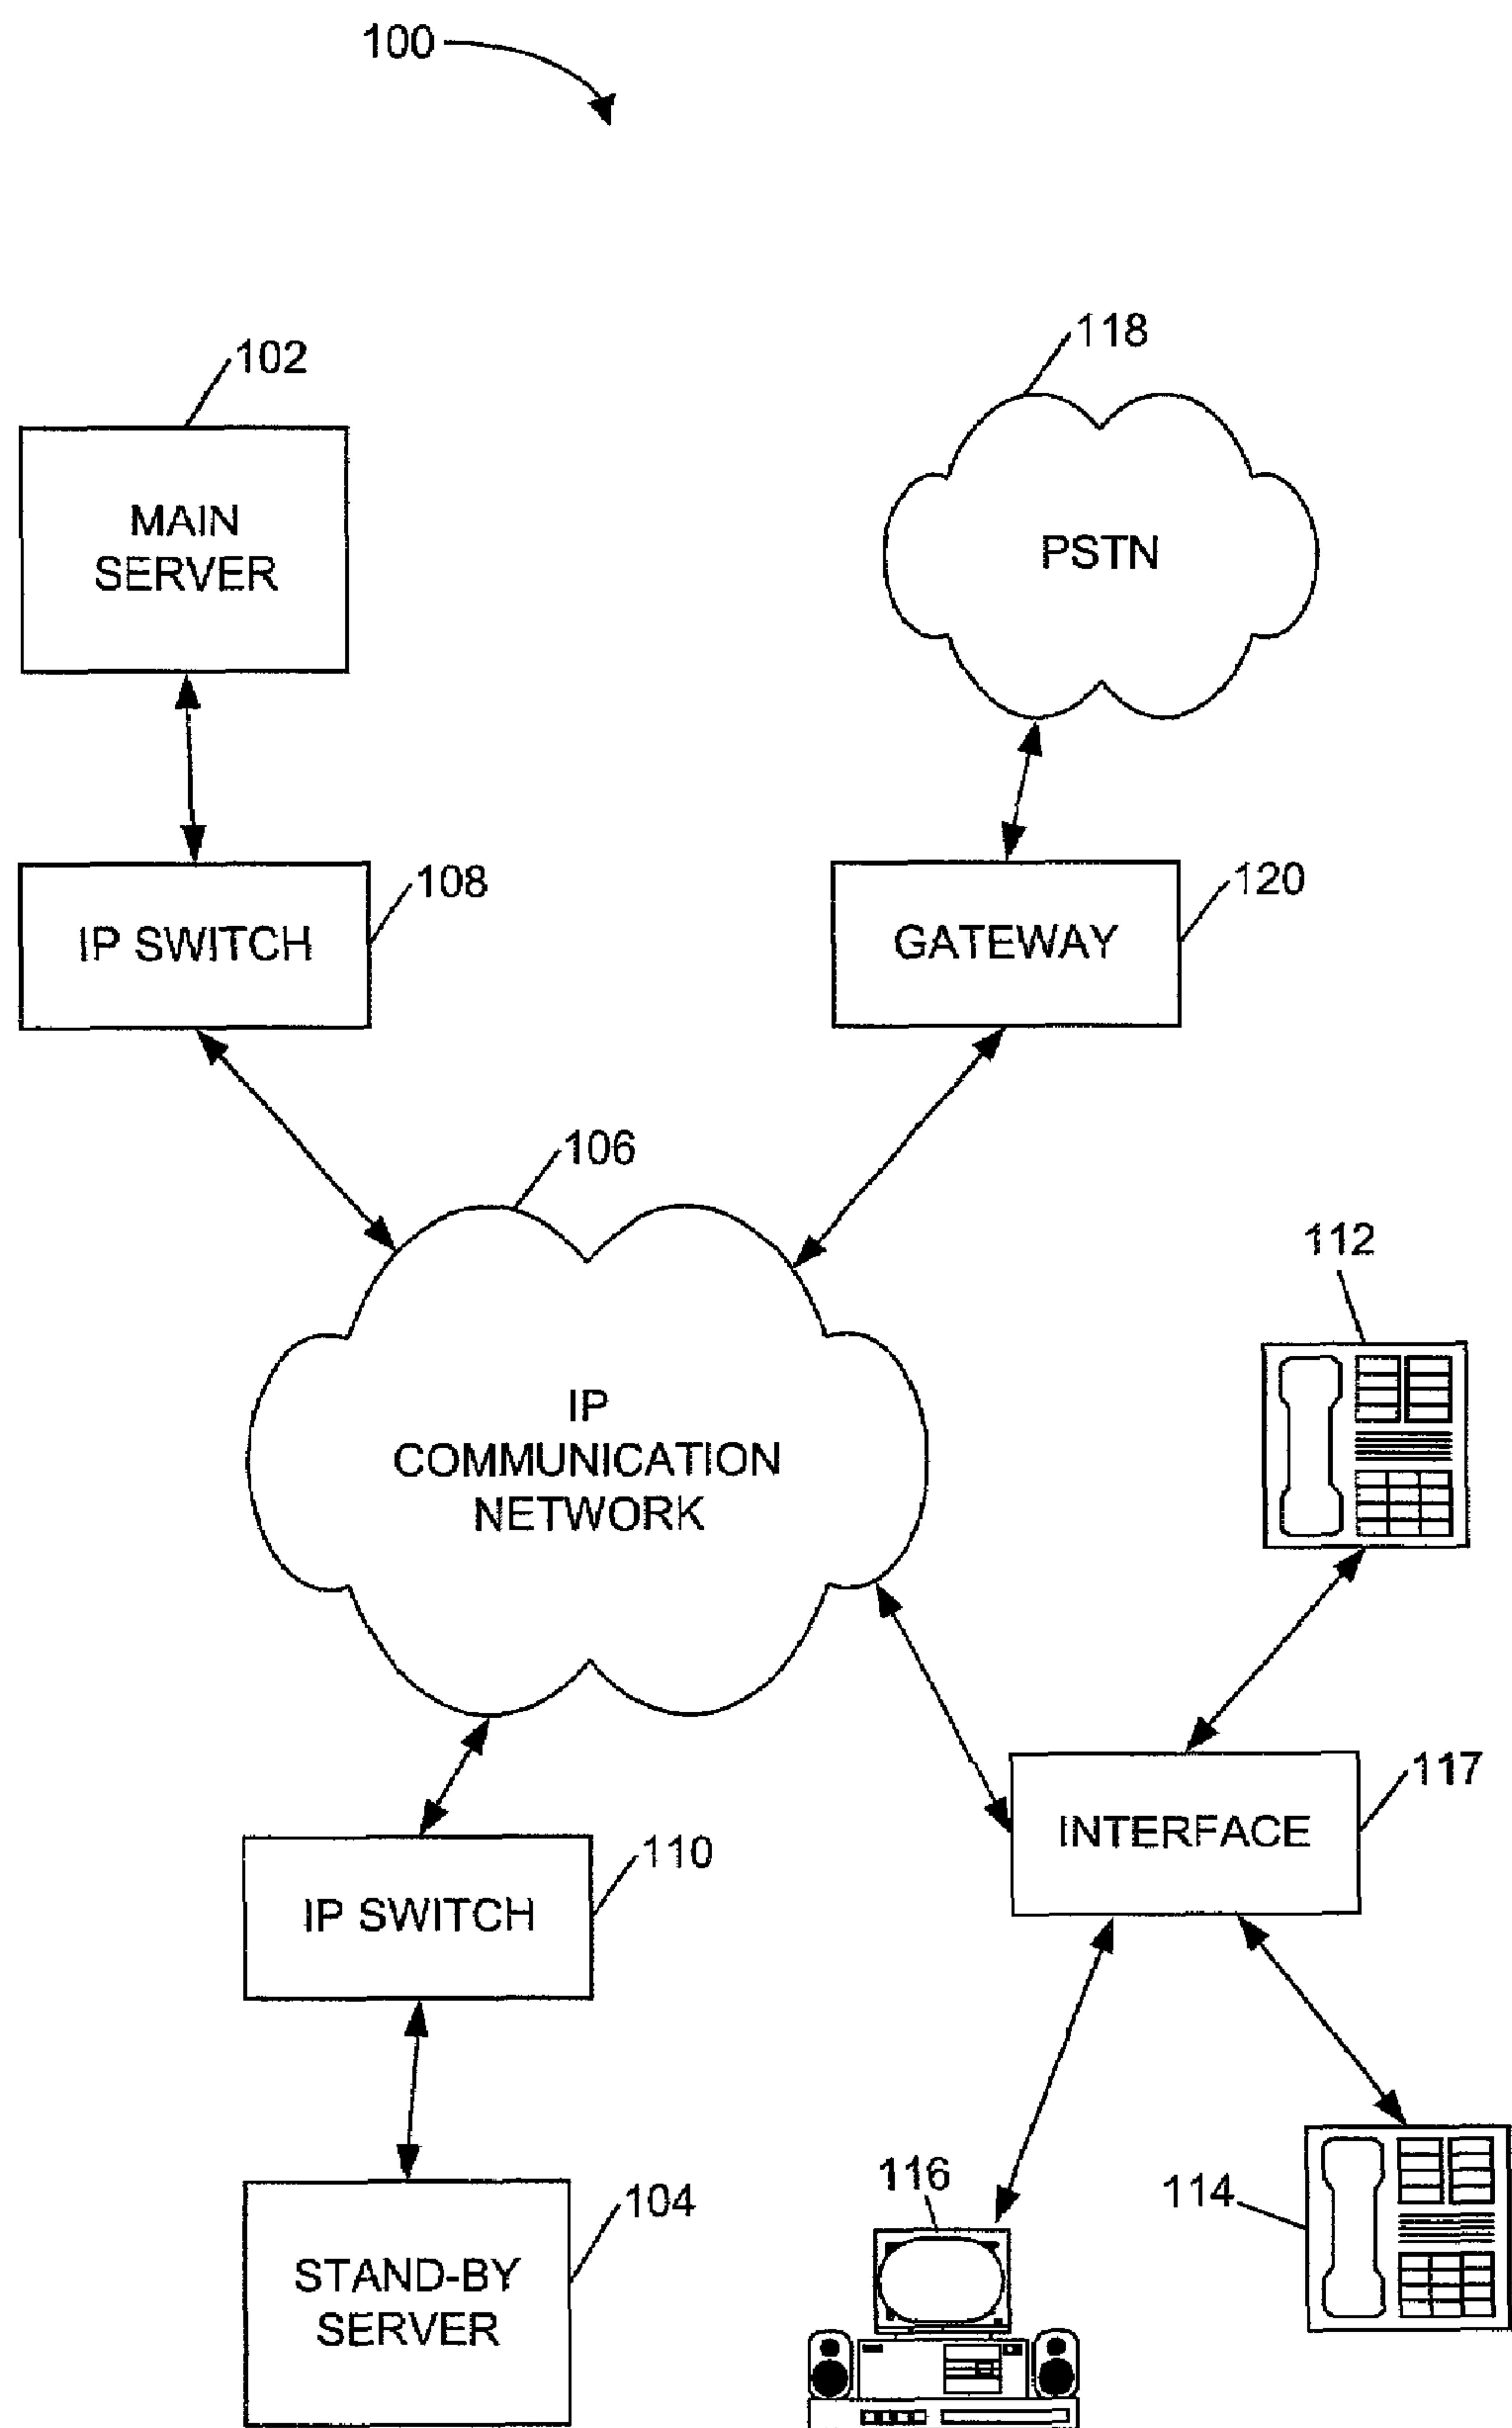 100
118
102
MAIN
SERVER
PSTN
108
120
IP SWITCH
GATEWAY
106
112
IP
COMMUNICATION
NETWORK
117
INTERFACE
110
IP SWITCH
116
114
104
STAND-BY
SERVER